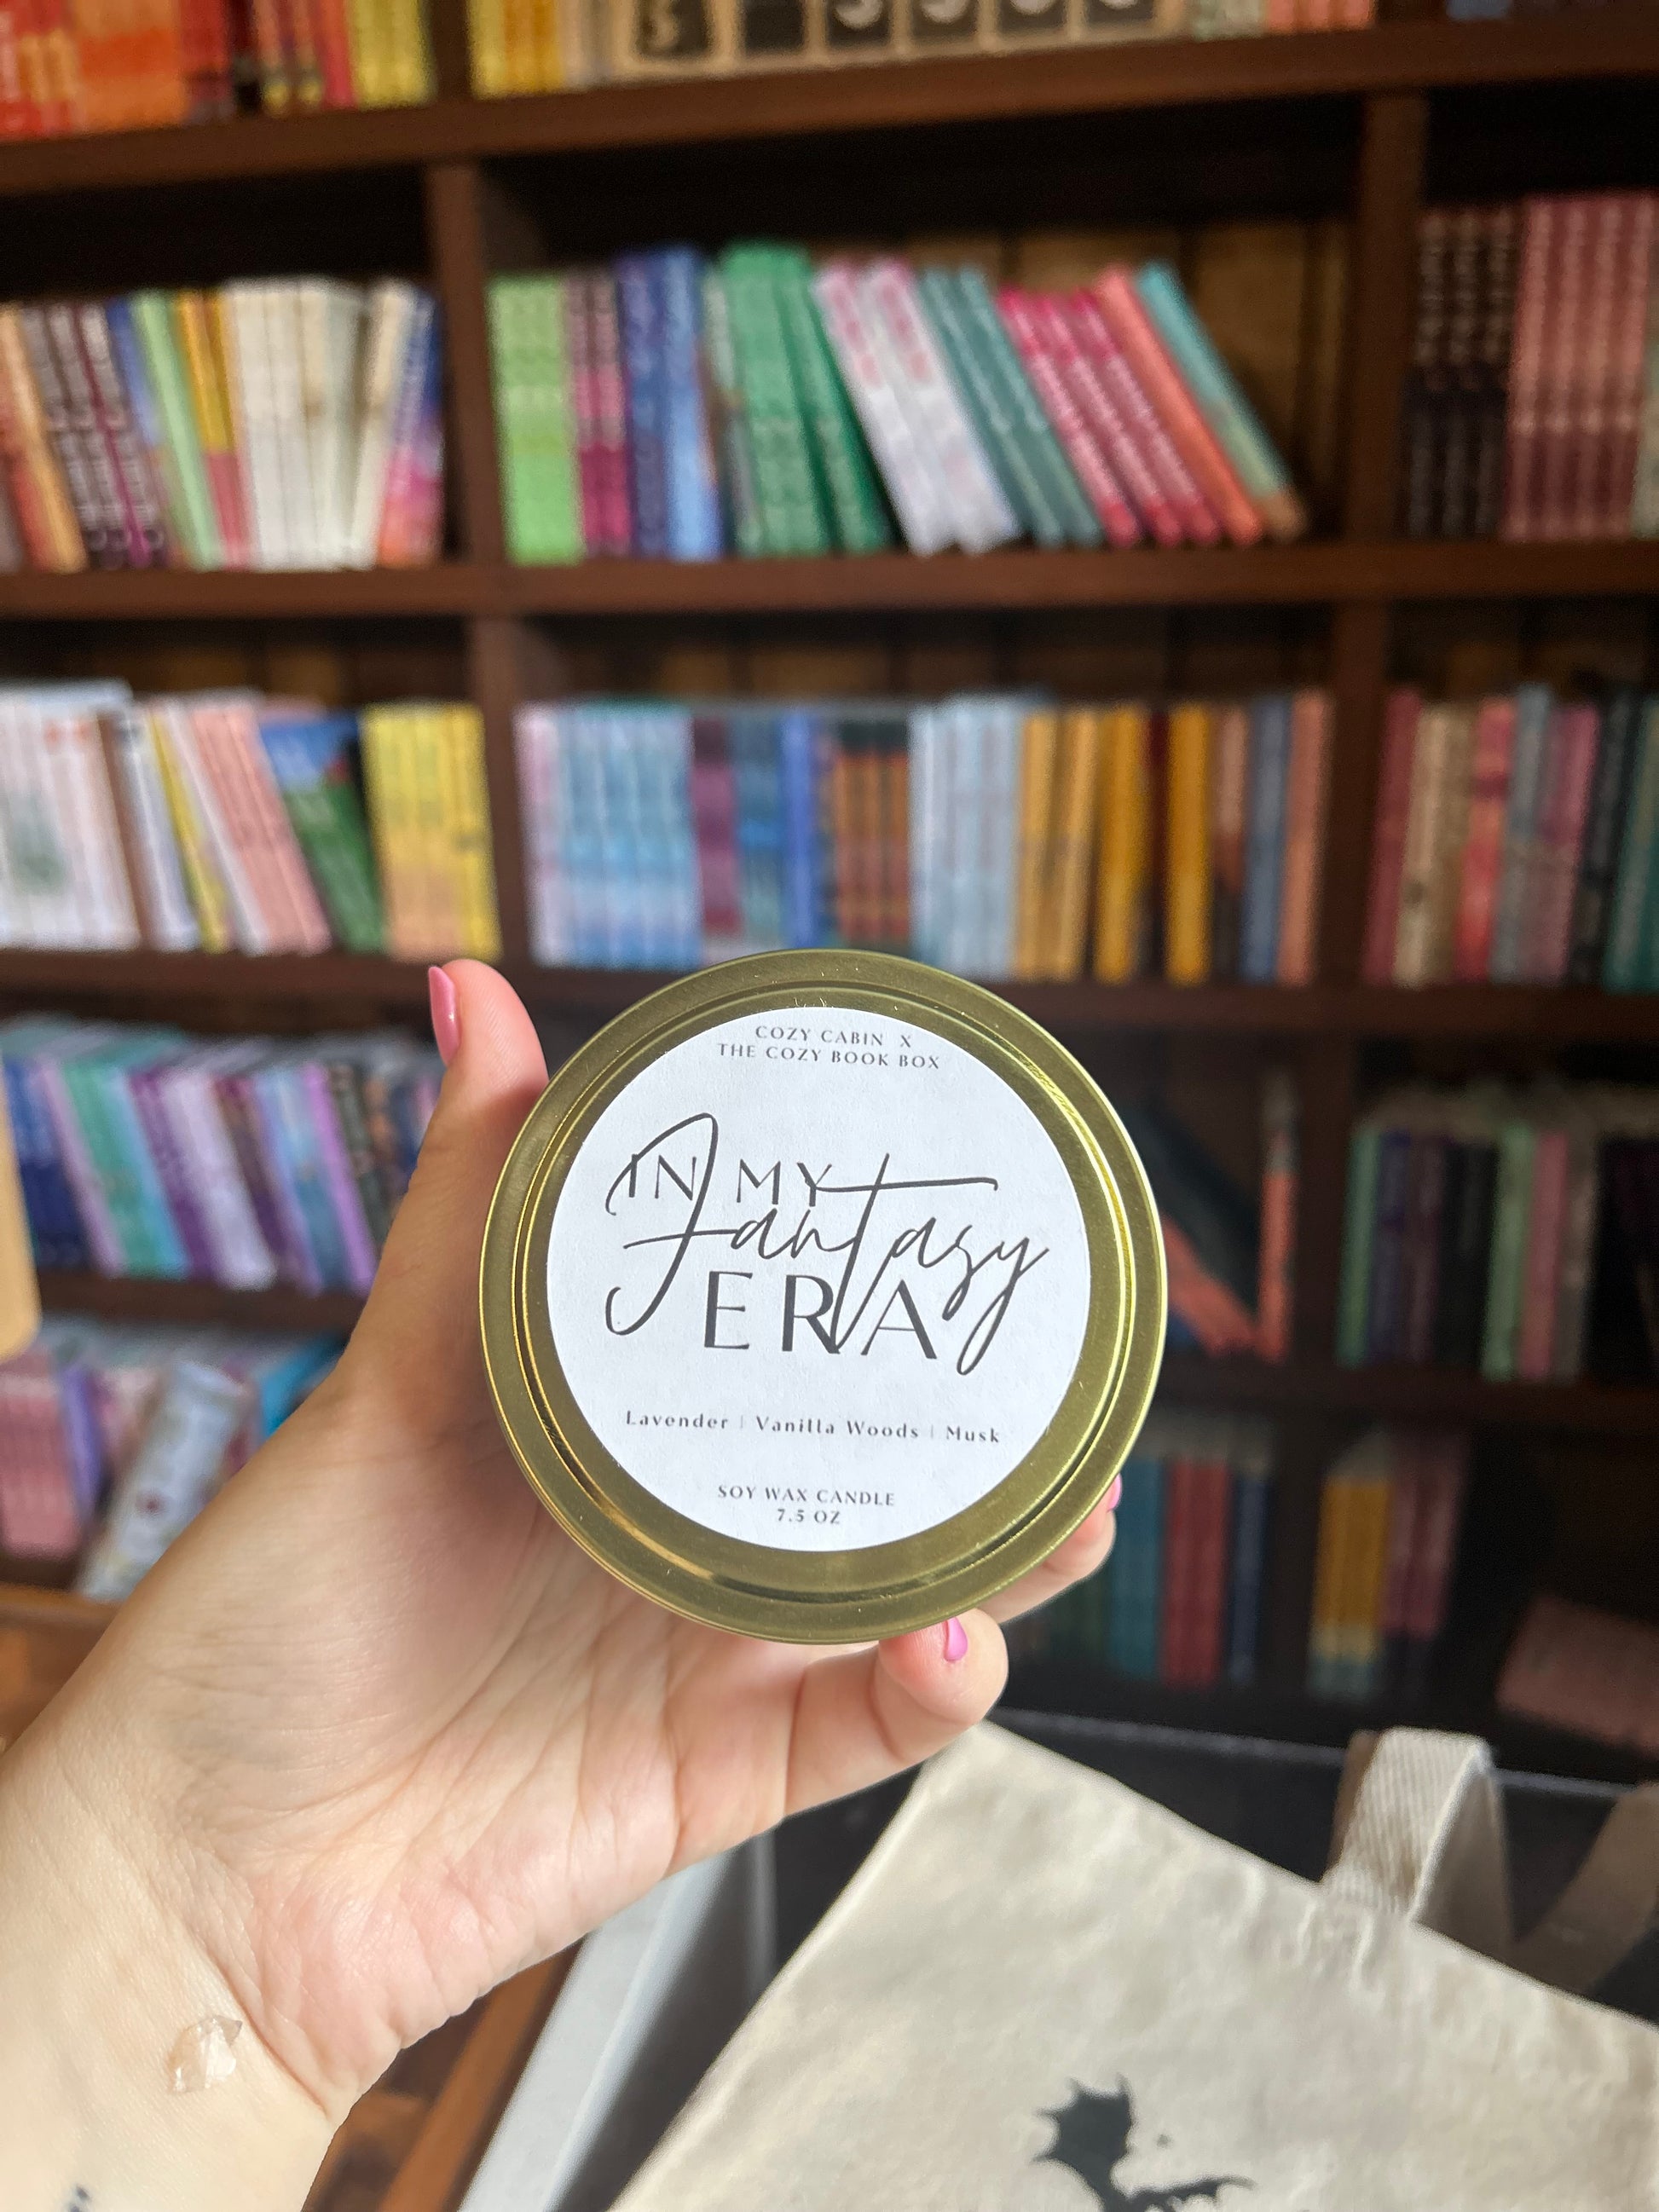 COZY CABIN X
THE COZY BOOK BOX
IN MY
Fantasy
ERA
Lavender | Vanilla Woods | Musk
SOY WAX CANDLE
7.5 OZ